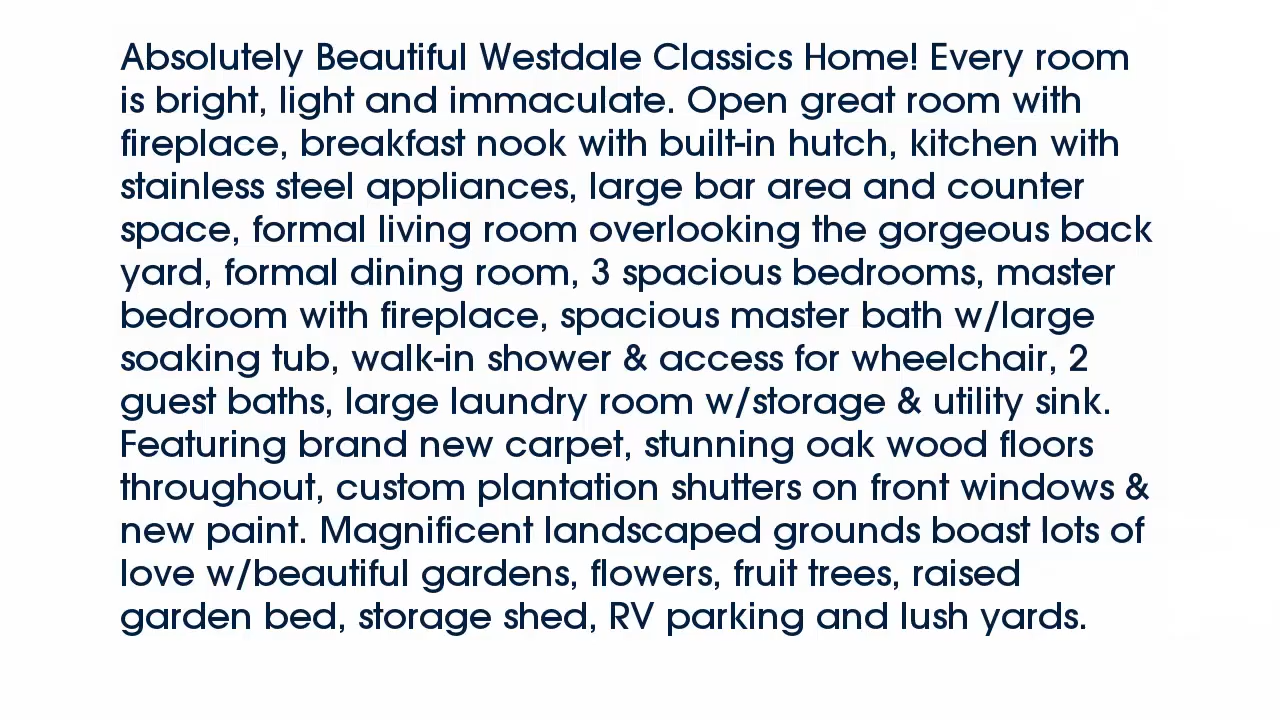 Absolutely Beautiful Westdale Classics Home! Every room
is bright, light and immaculate. Open great room with
fireplace, breakfast nook with built-in hutch, kitchen with
stainless steel appliances, large bar area and counter
space, formal living room overlooking the gorgeous back
yard, formal dining room, 3 spacious bedrooms, master
bedroom with fireplace, spacious master bath w/large
soaking tub, walk-in shower & access for wheelchair, 2
guest baths, large laundry room w/storage & utility sink.
Featuring brand new carpet, stunning oak wood floors
throughout, custom plantation shutters on front windows &
new paint. Magnificent landscaped grounds boast lots of
love w/beautiful gardens, flowers, fruit trees, raised
garden bed, storage shed, RV parking and lush yards.